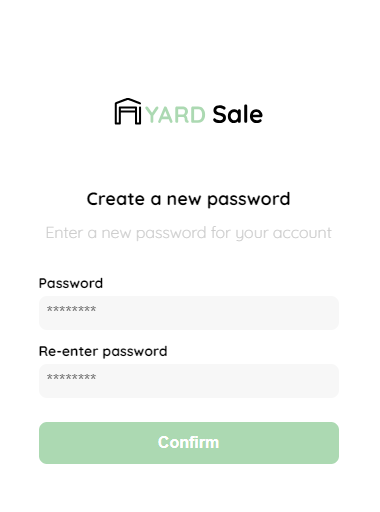 YARD Sale
Create a new password
Enter a new password for your account
Password
********
Re-enter password
********
Confirm